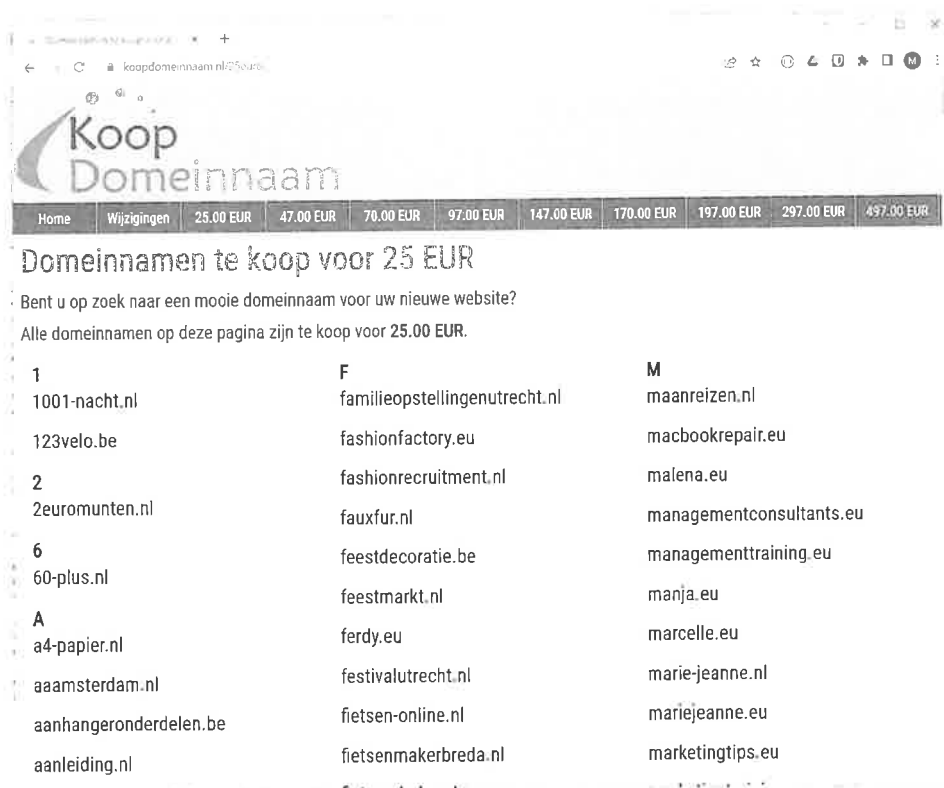 koopdomeinnaam.nl/25euro
M
Koop
Domeinnaam
Home Wijzigingen 25.00 EUR 47.00 EUR 70.00 EUR 97.00 EUR 147.00 EUR 170.00 EUR 197.00 EUR 297.00 EUR 497.00 EUR
Domeinnamen te koop voor 25 EUR
Bent u op zoek naar een mooie domeinnaam voor uw nieuwe website?
Alle domeinnamen op deze pagina zijn te koop voor 25.00 EUR.
1
1001-nacht.nl
123velo.be
2
2euromunten.nl
6
60-plus.nl
A
a4-papier.nl
aaamsterdam.nl
aanhangeronderdelen.be
aanleiding.nl
F
familieopstellingenutrecht.nl
fashionfactory.eu
fashionrecruitment.nl
fauxfur.nl
feestdecoratie.be
feestmarkt.nl
ferdy.eu
festivalutrecht.nl
fietsen-online.nl
fietsenmakerbreda.nl
M
maanreizen.nl
macbookrepair.eu
malena.eu
managementconsultants.eu
managementtraining.eu
manja.eu
marcelle.eu
marie-jeanne.nl
mariejeanne.eu
marketingtips.eu